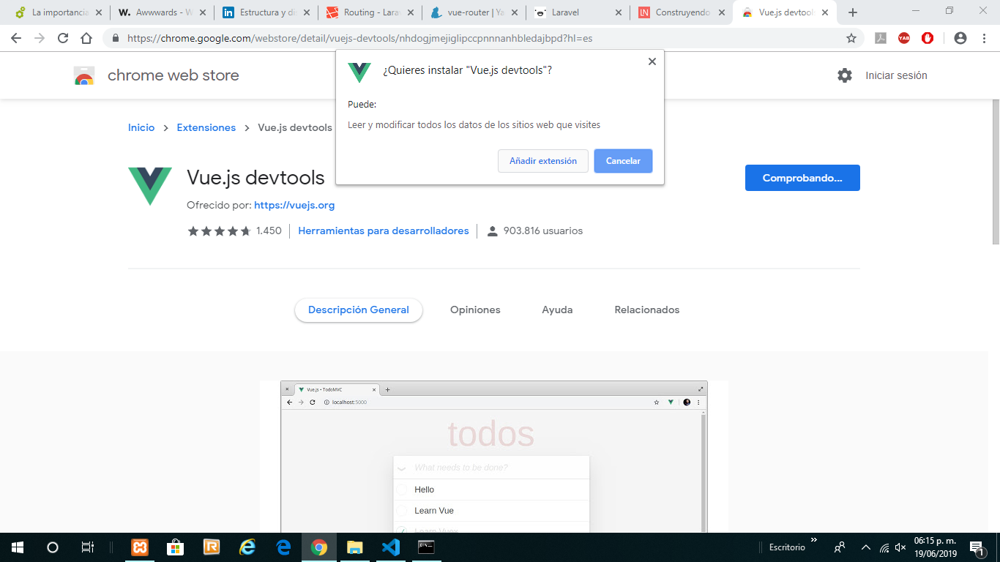 La importancia
Awwwards - W
Estructura y di
Routing - Lara
vue-router | Ya
Laravel
Construyendo
Vue.js devtools
https://chrome.google.com/webstore/detail/vuejs-devtools/nhdogjmejiglipccpnnnanhbledajbpd?hl=es
YAB
chrome web store
Iniciar sesión
¿Quieres instalar "Vue.js devtools"?
Puede:
Leer y modificar todos los datos de los sitios web que visites
Añadir extensión
Cancelar
Inicio
Extensiones
Vue.js devtools
Vue.js devtools
Comprobando...
Ofrecido por: https://vuejs.org
1.450
Herramientas para desarrolladores
903.816 usuarios
Descripción General
Opiniones
Ayuda
Relacionados
Vue.js • TodoMVC
localhost:5000
todos
What needs to be done?
Hello
Learn Vue
Learn Vuex
Escritorio
06:15 p. m.
19/06/2019
1